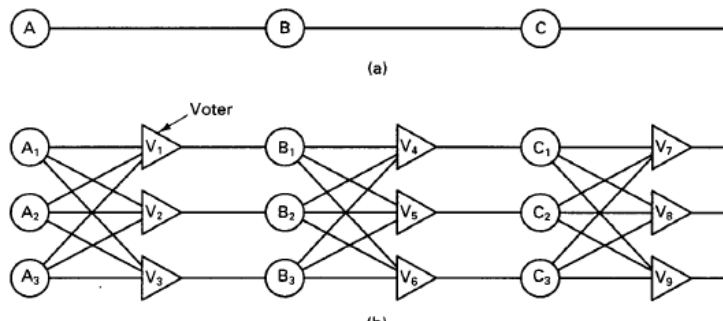 A B C
(a)
Voter
A1 V1 B1 V4 C1 V7
A2 V2 B2 V5 C2 V8
A3 V3 B3 V6 C3 V9
(b)